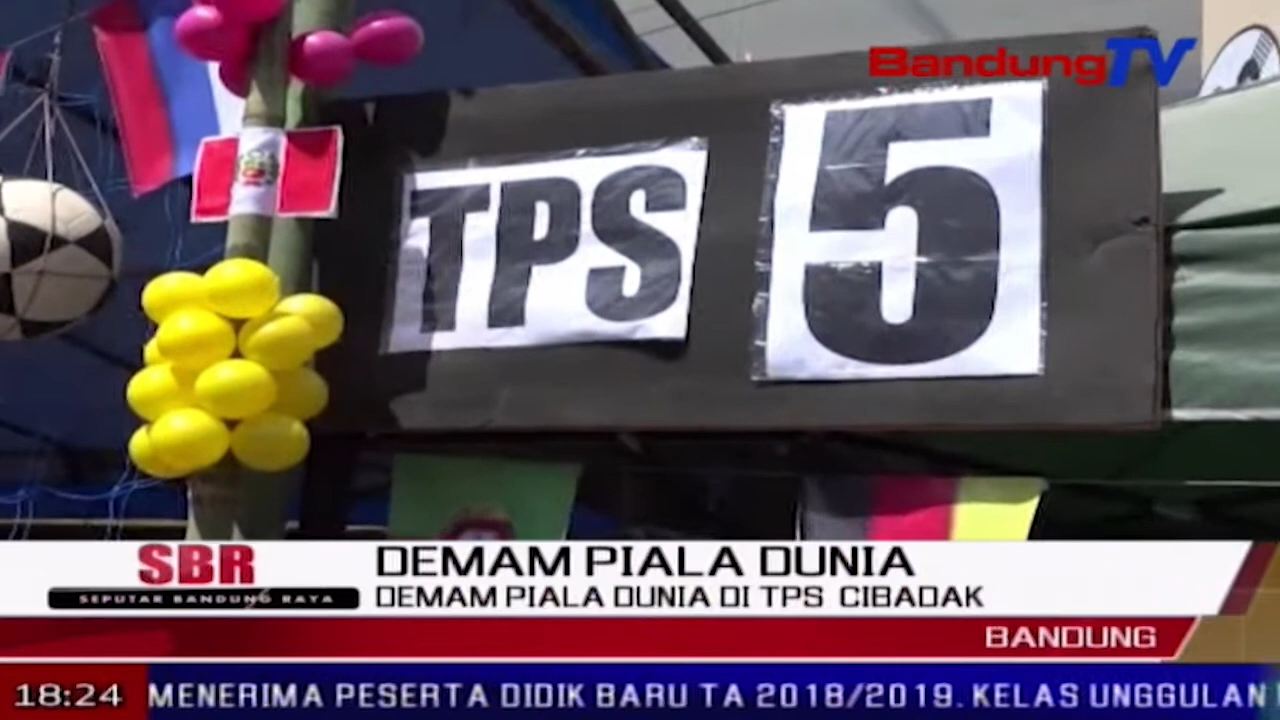 BandungTV
TPS 5
SBR
SEPUTAR BANDUNG RAYA
DEMAM PIALA DUNIA
DEMAM PIALA DUNIA DI TPS CIBADAK
BANDUNG
18:24 MENERIMA PESERTA DIDIK BARU TA 2018/2019. KELAS UNGGULAN